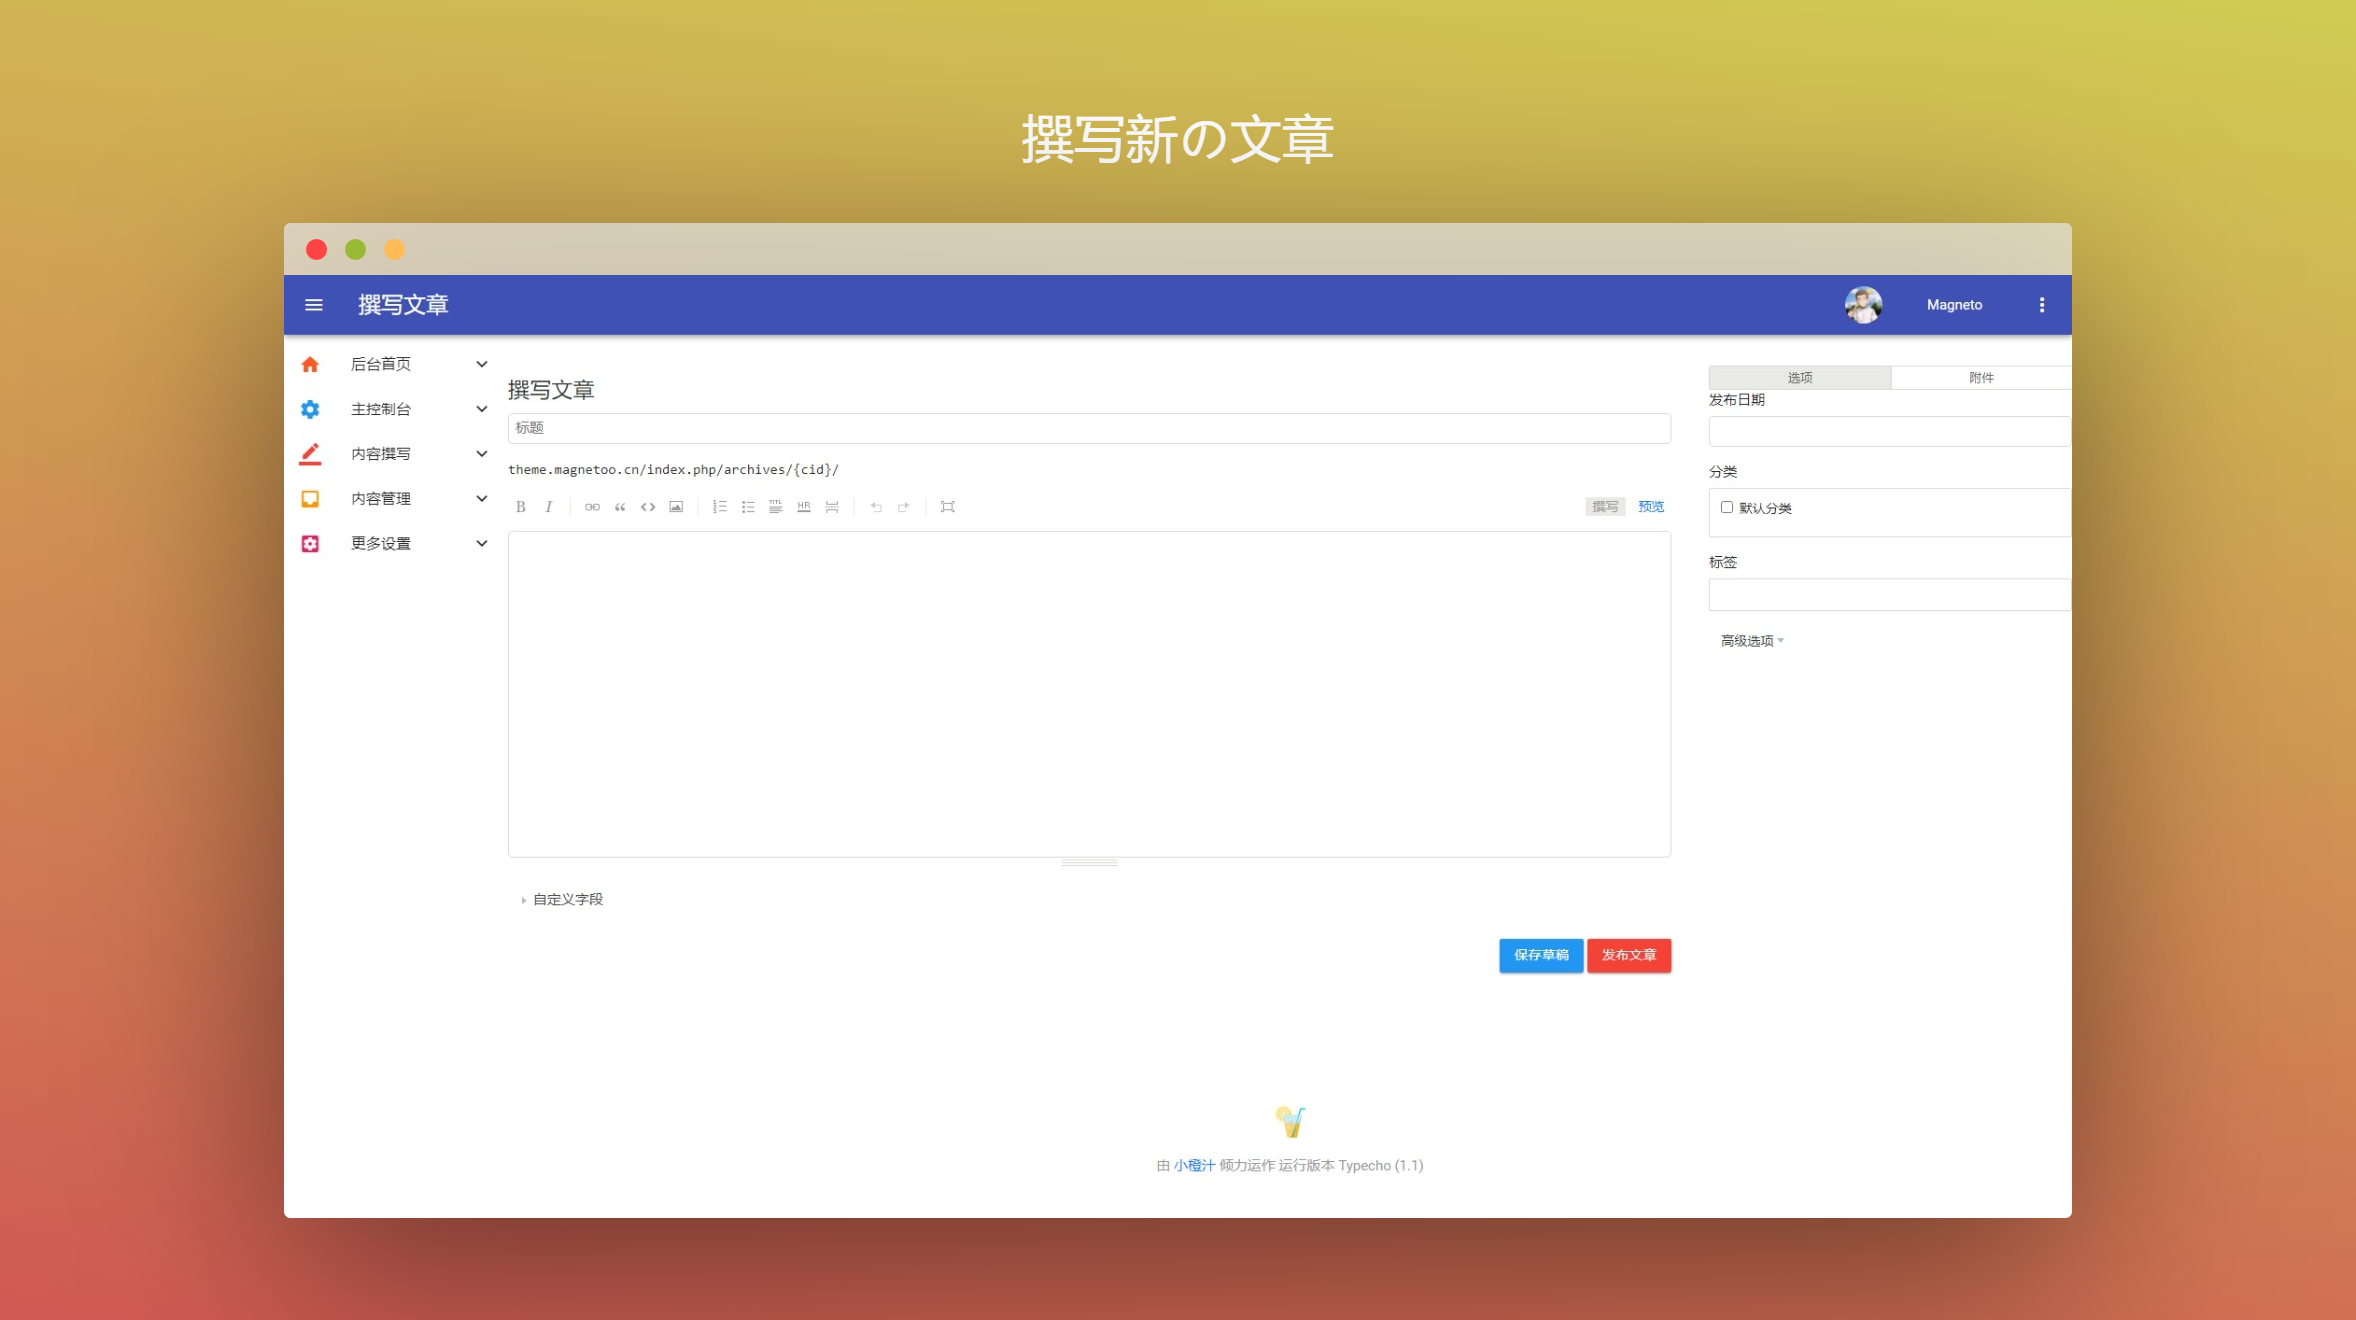 撰写新の文章
撰写文章
Magneto
后台首页
主控制台
内容撰写
内容管理
更多设置
撰写文章
标题
theme.magnetoo.cn/index.php/archives/{cid}/
B I TITL HR
撰写 预览
自定义字段
保存草稿 发布文章
选项 附件
发布日期
分类
默认分类
标签
高级选项
由 小橙汁 倾力运作 运行版本 Typecho (1.1)